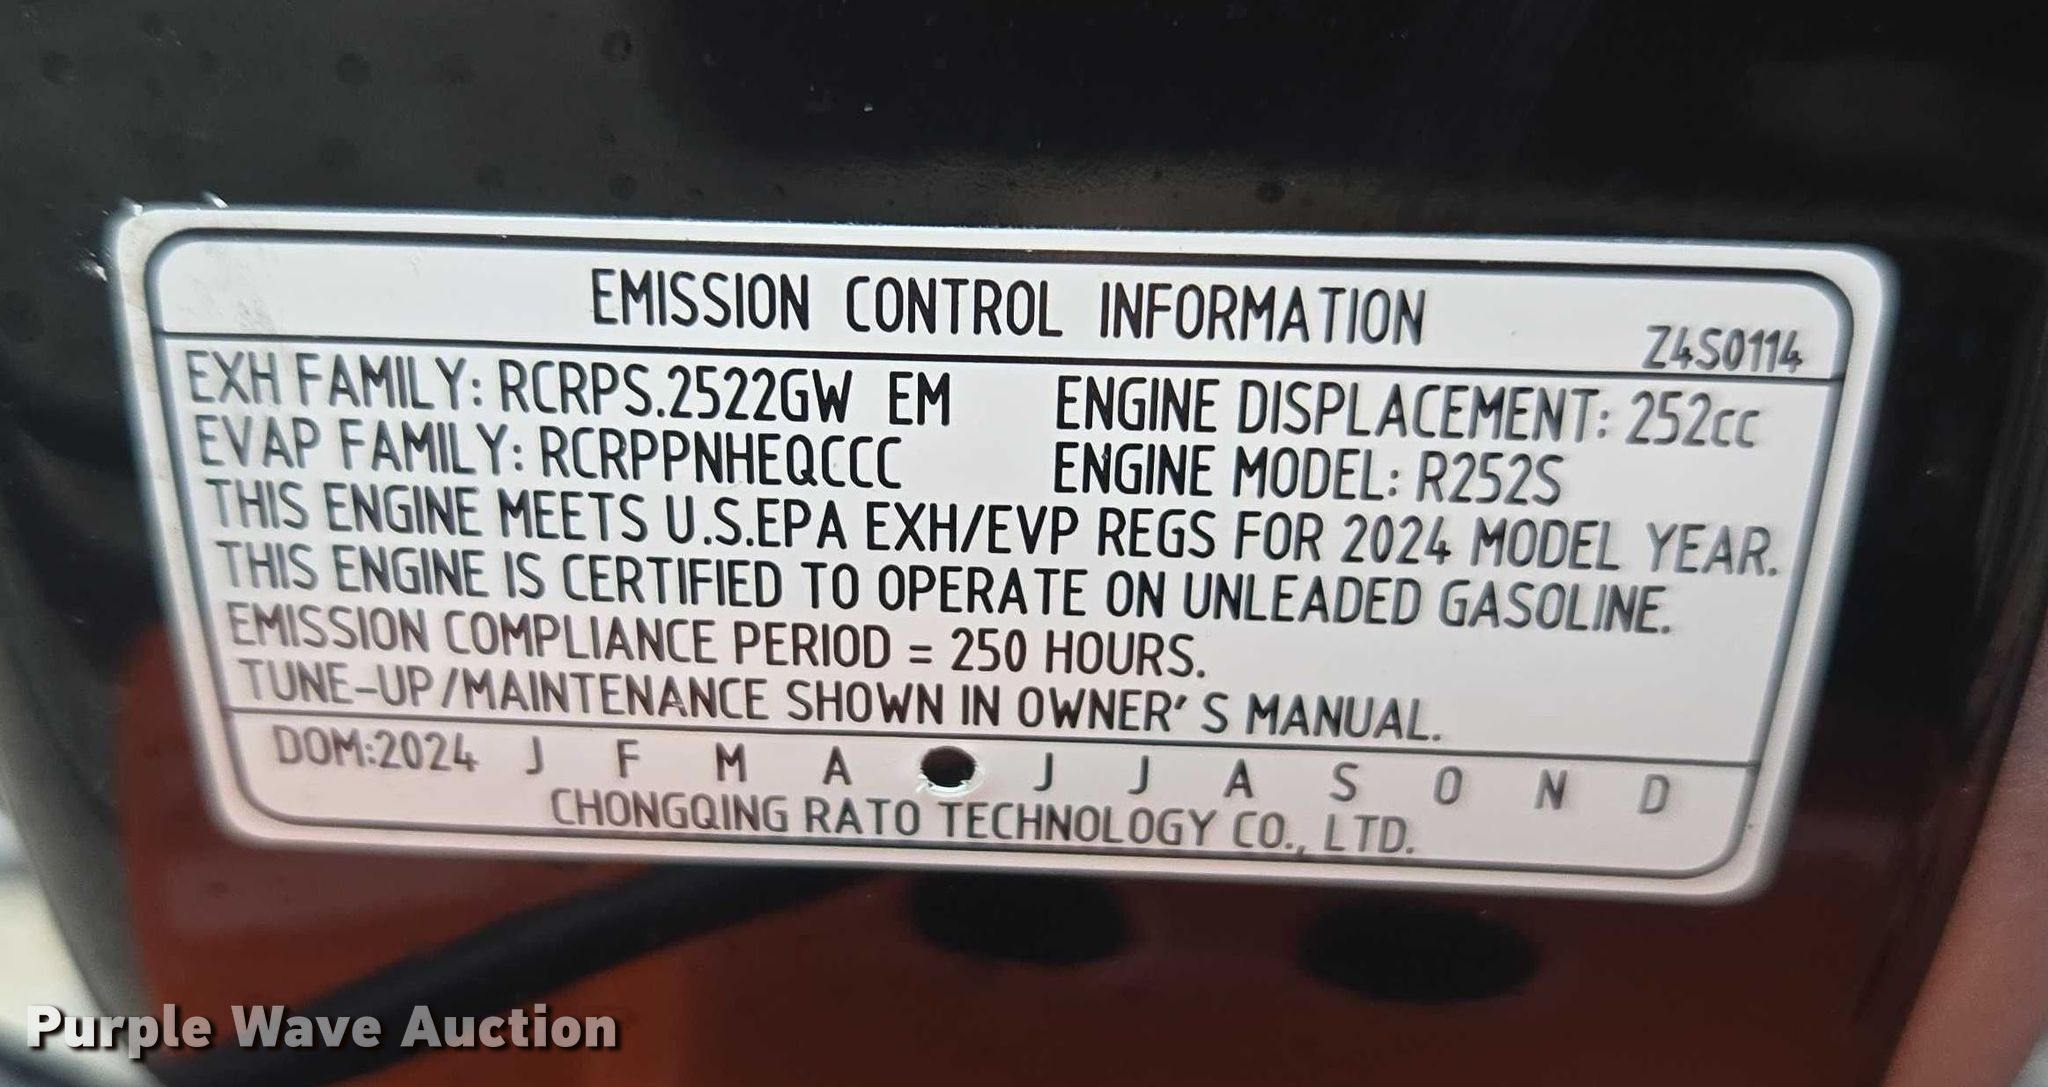 EMISSION CONTROL INFORMATION Z4S0114
EXH FAMILY: RCRPS.2522GW EM ENGINE DISPLACEMENT: 252cc
EVAP FAMILY: RCRPPNHEQCCC ENGINE MODEL: R252S
THIS ENGINE MEETS U.S.EPA EXH/EVP REGS FOR 2024 MODEL YEAR.
THIS ENGINE IS CERTIFIED TO OPERATE ON UNLEADED GASOLINE.
EMISSION COMPLIANCE PERIOD = 250 HOURS.
TUNE-UP/MAINTENANCE SHOWN IN OWNER'S MANUAL.
DOM:2024 J F M A J J A S O N D
CHONGQING RATO TECHNOLOGY CO., LTD.
Purple Wave Auction